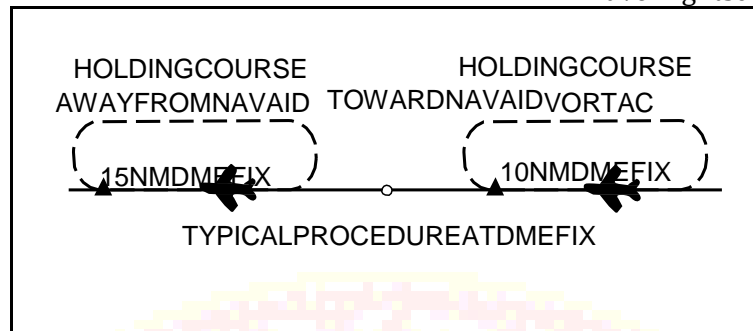 HOLDINGCOURSE HOLDINGCOURSE
AWAYFROMNAVAID TOWARDNAVAIDVORTAC
15NMDMEFIX 10NMDMEFIX
TYPICALPROCEDUREATDMEFIX